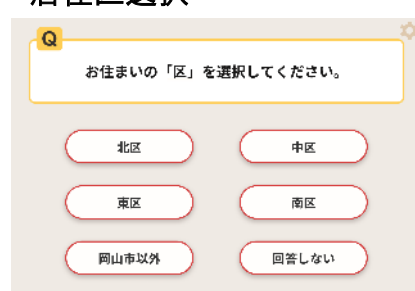 居住区選択
Q
お住まいの「区」を選択してください。
北区
中区
東区
南区
岡山市以外
回答しない